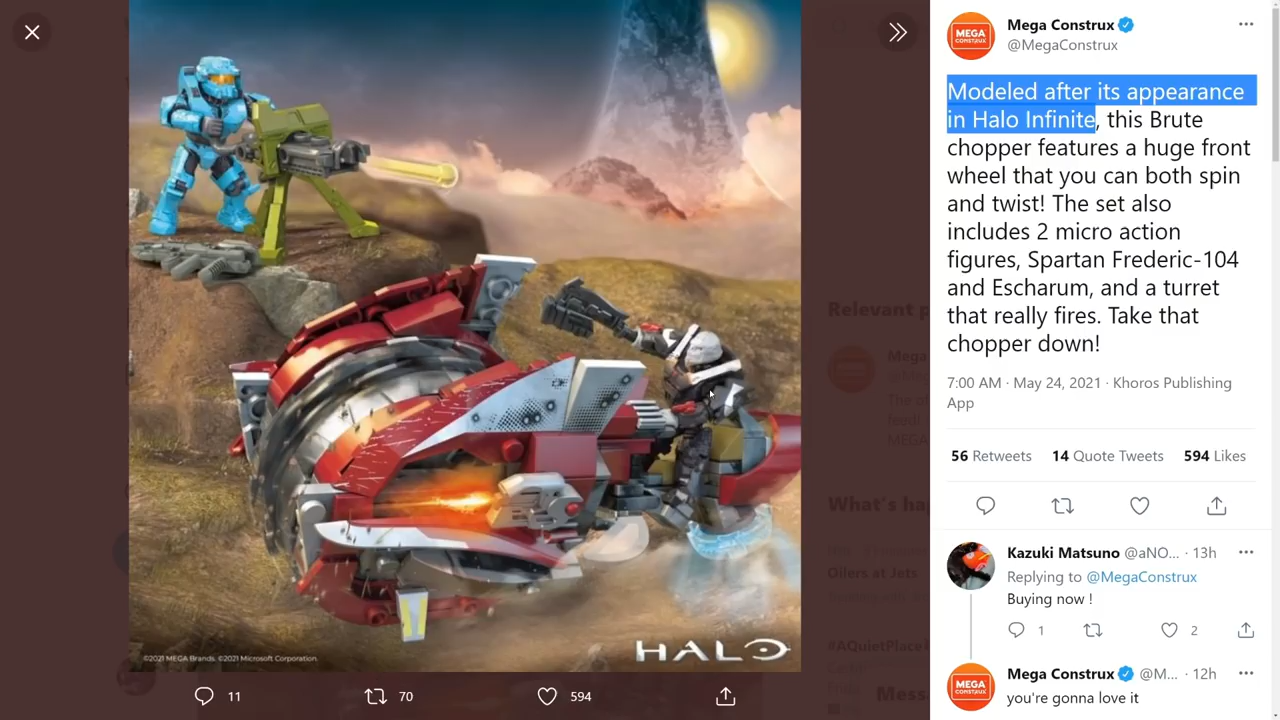 MEGA
CONSTRUX
Mega Construx
@MegaConstrux
Modeled after its appearance
in Halo Infinite, this Brute
chopper features a huge front
wheel that you can both spin
and twist! The set also
includes 2 micro action
figures, Spartan Frederic-104
and Escharum, and a turret
that really fires. Take that
chopper down!
7:00 AM · May 24, 2021 · Khoros Publishing
App
56 Retweets 14 Quote Tweets 594 Likes
Kazuki Matsuno @aNO... · 13h
Replying to @MegaConstrux
Buying now !
1 2
MEGA
CONSTRUX
Mega Construx @M... · 12h
you're gonna love it
Relevant p
Mega
What's ha
Oilers at Jets
#AQuietPlace
Mess
©2021 MEGA Brands. ©2021 Microsoft Corporation.
HALO
11 70 594